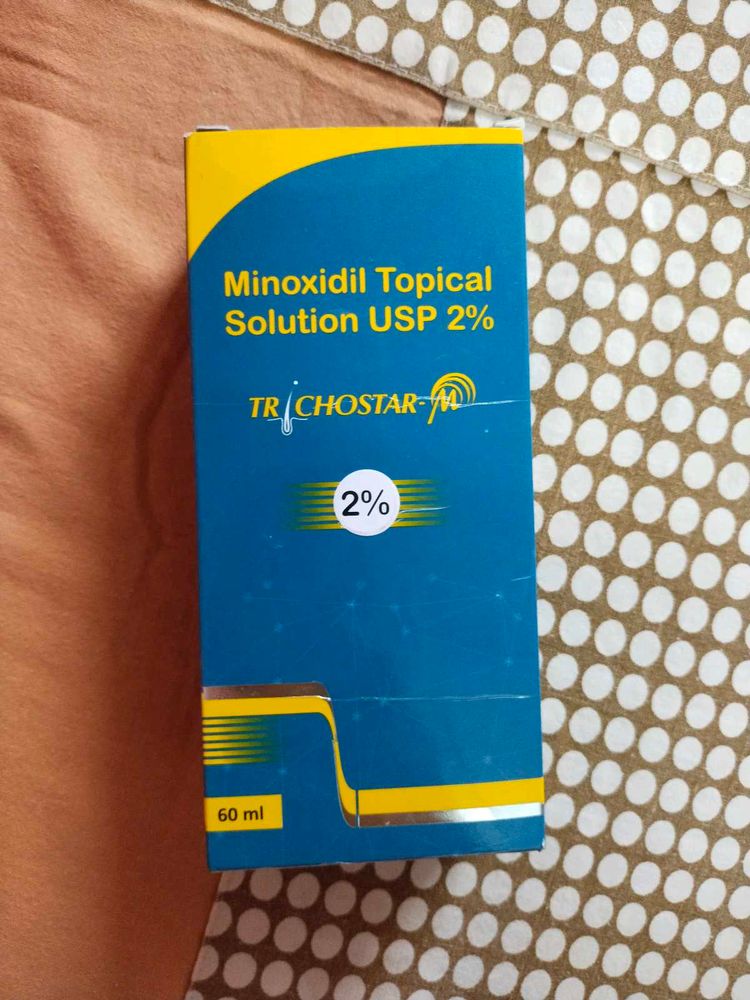 Minoxidil Topical
Solution USP 2%
TRICHOSTAR-M
2%
60 ml